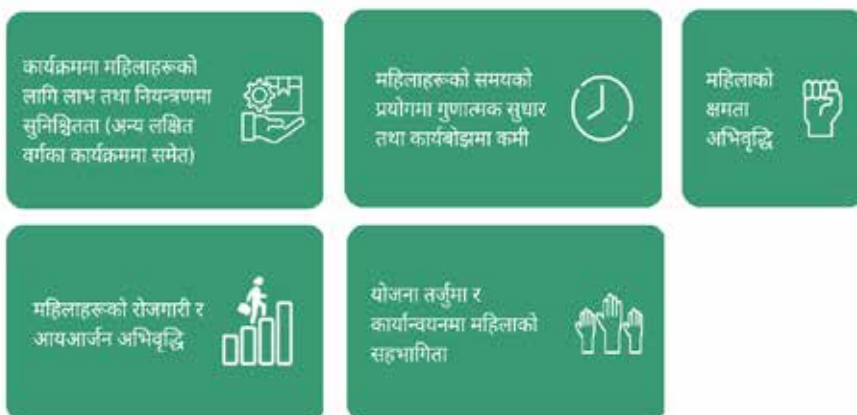 कार्यक्रममा महिलाहरूको
लागि लाभ तथा नियन्त्रणमा
सुनिश्चितता (अन्य लक्षित
वर्गका कार्यक्रममा समेत)
महिलाहरूको समयको
प्रयोगमा गुणात्मक सुधार
तथा कार्यबोझमा कमी
महिलाको
क्षमता
अभिवृद्धि
महिलाहरूको रोजगारी र
आयआर्जन अभिवृद्धि
योजना तर्जुमा र
कार्यान्वयनमा महिलाको
सहभागिता